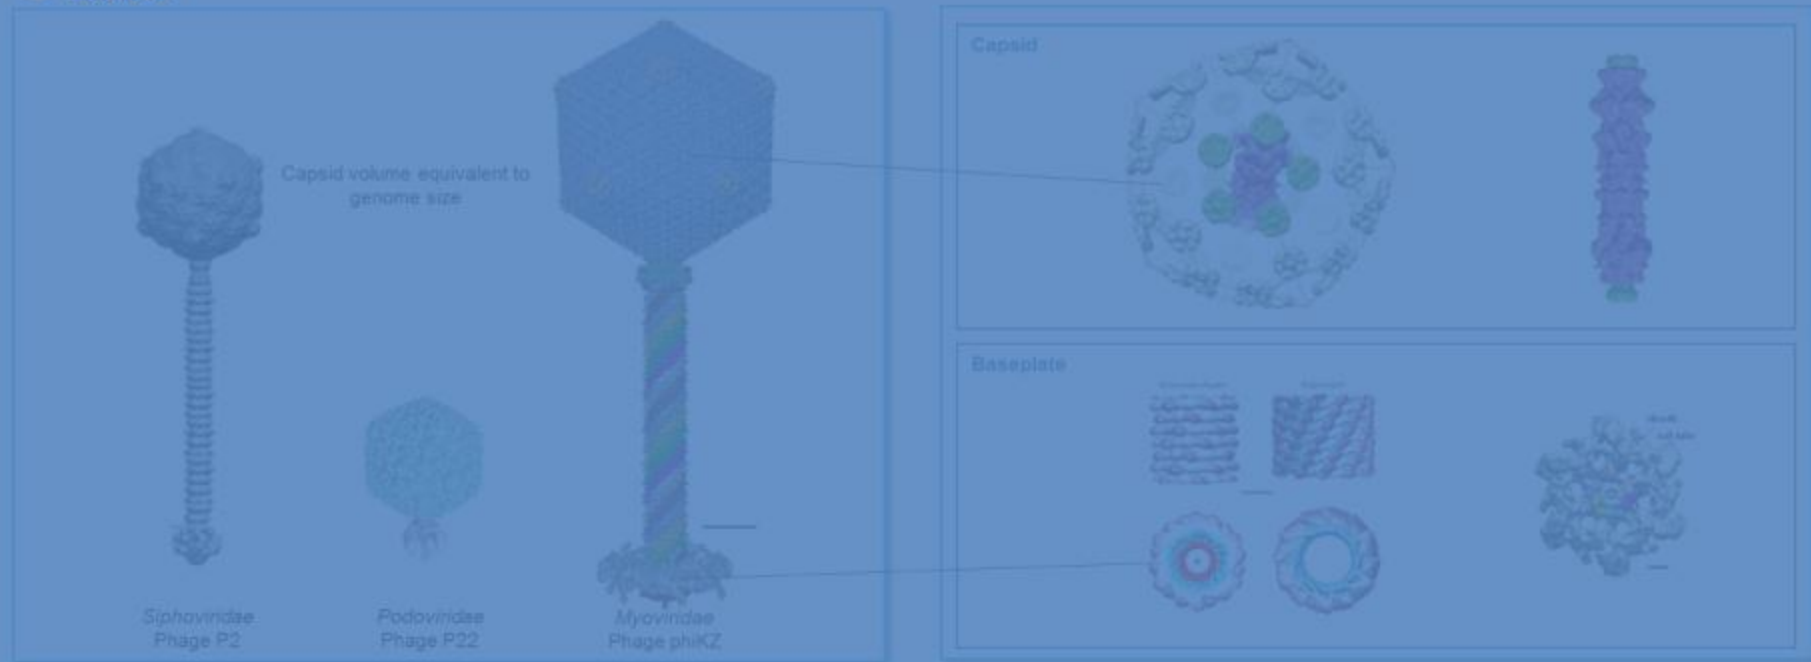 Capsid volume equivalent to
genome size
Siphoviridae
Phage P2
Podoviridae
Phage P22
Myoviridae
Phage phiKZ
Capsid
Baseplate